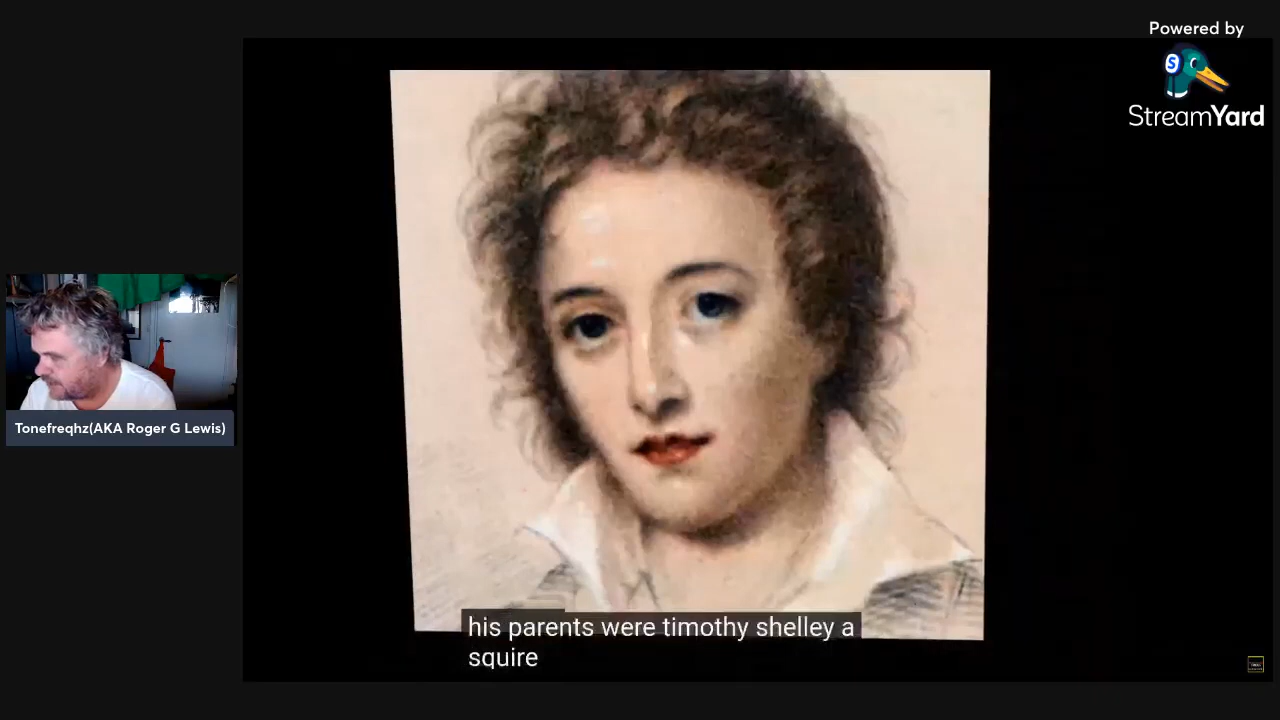 Powered by
StreamYard
Tonefreqhz(AKA Roger G Lewis)
his parents were timothy shelley a
squire